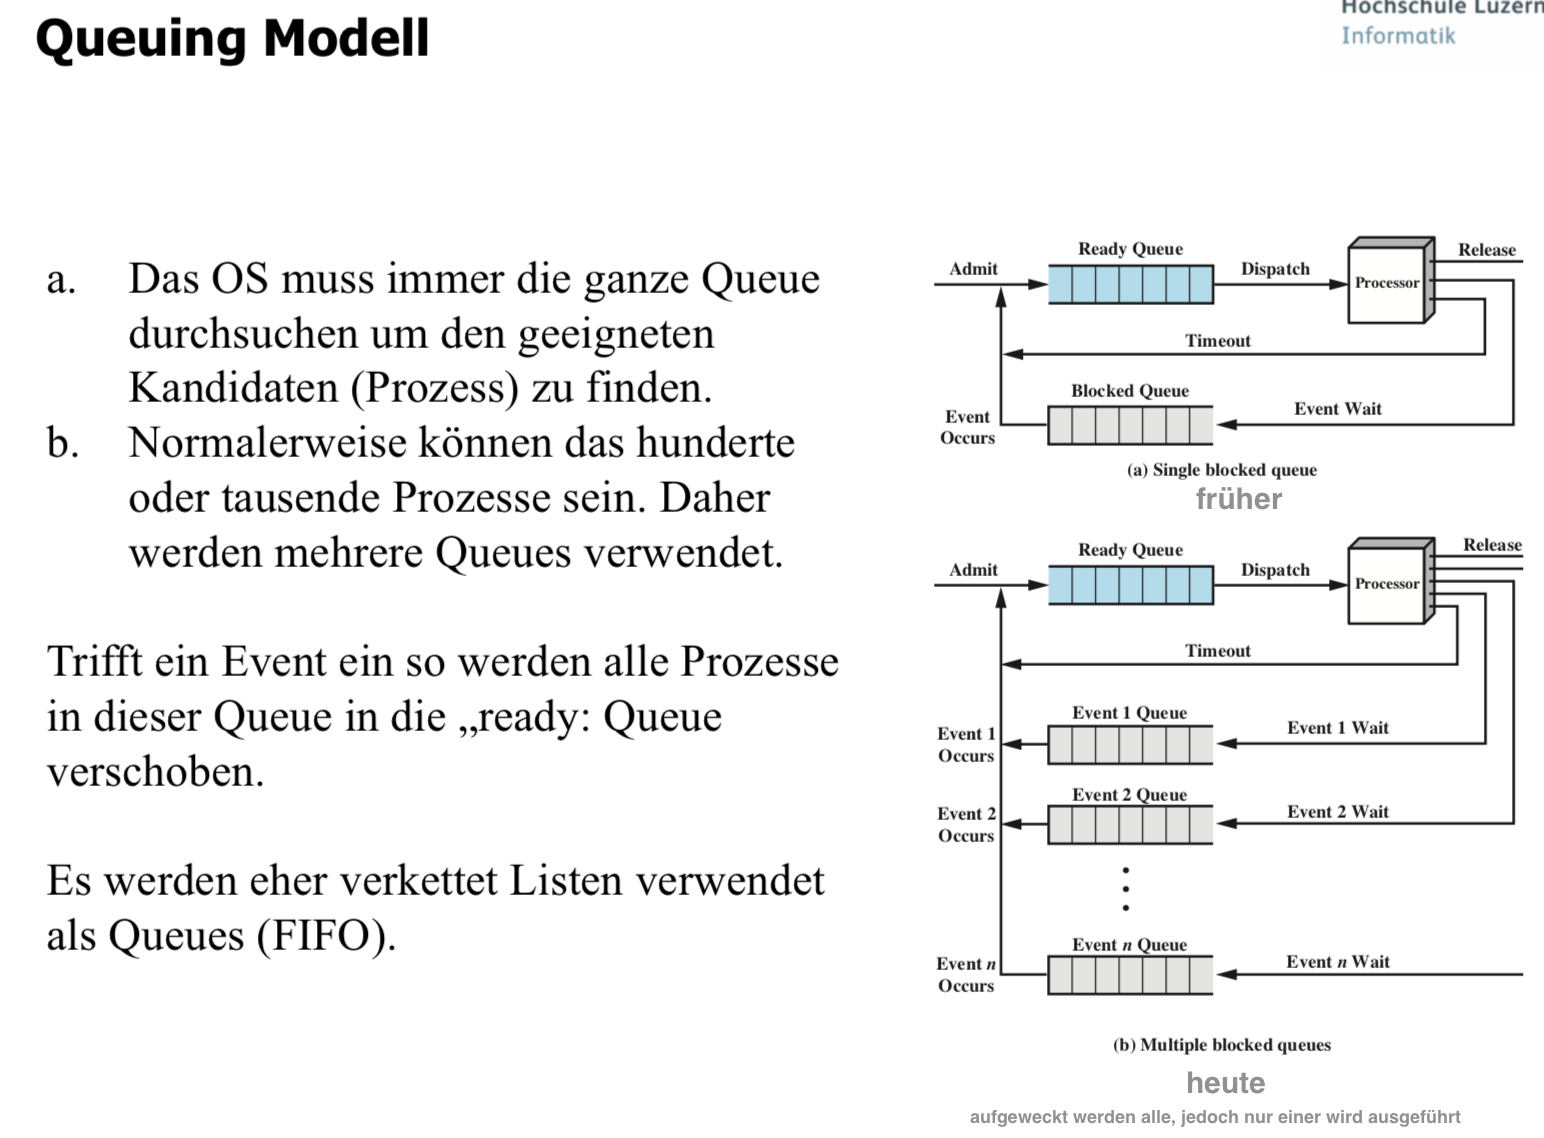 Hochschule Luzern
Informatik
Queuing Modell
a. Das OS muss immer die ganze Queue
durchsuchen um den geeigneten
Kandidaten (Prozess) zu finden.
b. Normalerweise können das hunderte
oder tausende Prozesse sein. Daher
werden mehrere Queues verwendet.
Trifft ein Event ein so werden alle Prozesse
in dieser Queue in die „ready: Queue
verschoben.
Es werden eher verkettet Listen verwendet
als Queues (FIFO).
Ready Queue
Release
Admit
Dispatch
Processor
Timeout
Blocked Queue
Event Wait
Event
Occurs
(a) Single blocked queue
früher
Ready Queue
Release
Admit
Dispatch
Processor
Timeout
Event 1 Queue
Event 1 Wait
Event 1
Occurs
Event 2 Queue
Event 2 Wait
Event 2
Occurs
Event n Queue
Event n Wait
Event n
Occurs
(b) Multiple blocked queues
heute
aufgeweckt werden alle, jedoch nur einer wird ausgeführt